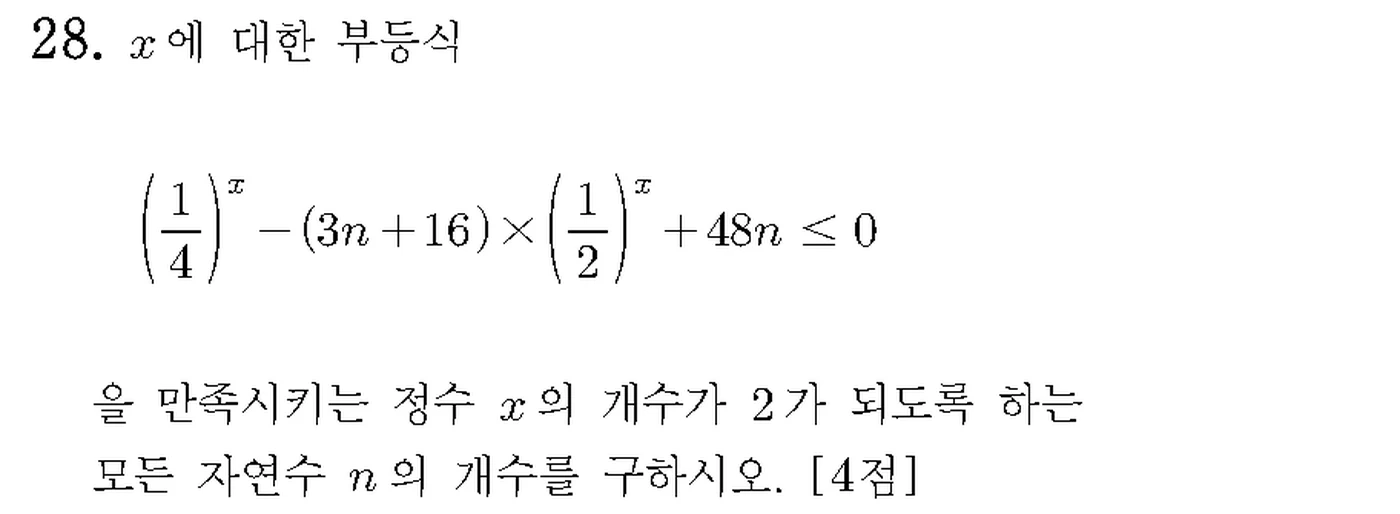 28. x에 대한 부등식
(1/4)^x − (3n+16) × (1/2)^x + 48n ≤ 0
을 만족시키는 정수 x의 개수가 2가 되도록 하는
모든 자연수 n의 개수를 구하시오. [4점]